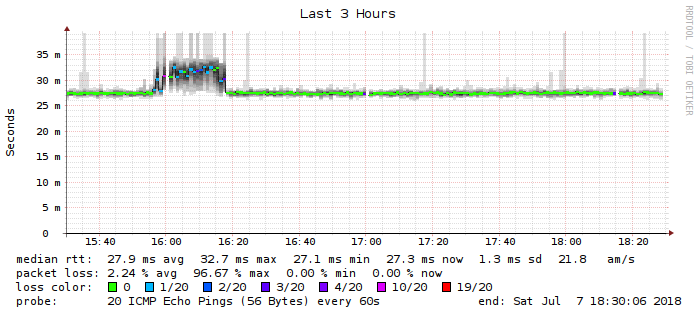 Last 3 Hours
RRDTOOL / TOBI OETIKER
Seconds
35 m
30 m
25 m
20 m
15 m
10 m
5 m
0
15:40 16:00 16:20 16:40 17:00 17:20 17:40 18:00 18:20
median rtt: 27.9 ms avg 32.7 ms max 27.1 ms min 27.3 ms now 1.3 ms sd 21.8 am/s
packet loss: 2.24 % avg 96.67 % max 0.00 % min 0.00 % now
loss color: 0 1/20 2/20 3/20 4/20 10/20 19/20
probe: 20 ICMP Echo Pings (56 Bytes) every 60s end: Sat Jul 7 18:30:06 2018